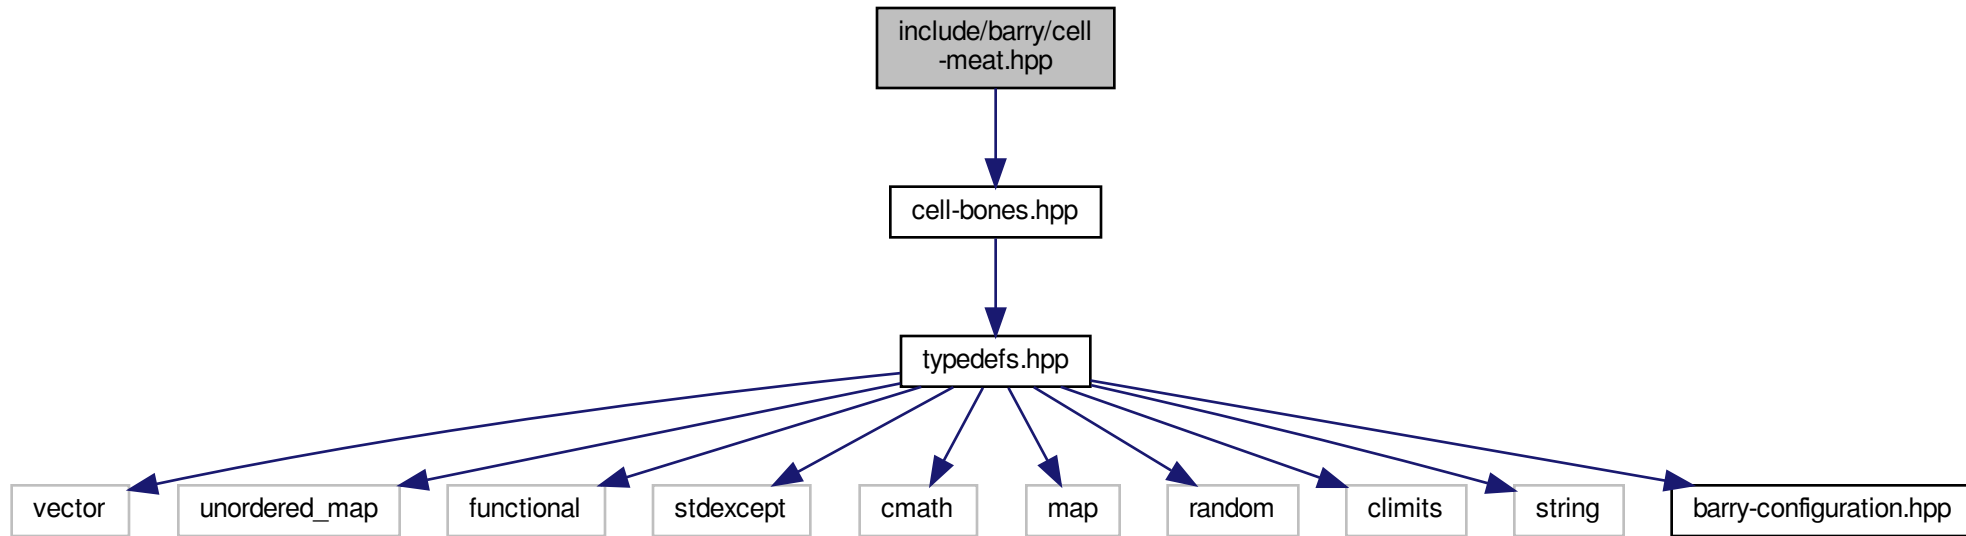 include/barry/cell
-meat.hpp
cell-bones.hpp
typedefs.hpp
vector
unordered_map
functional
stdexcept
cmath
map
random
climits
string
barry-configuration.hpp